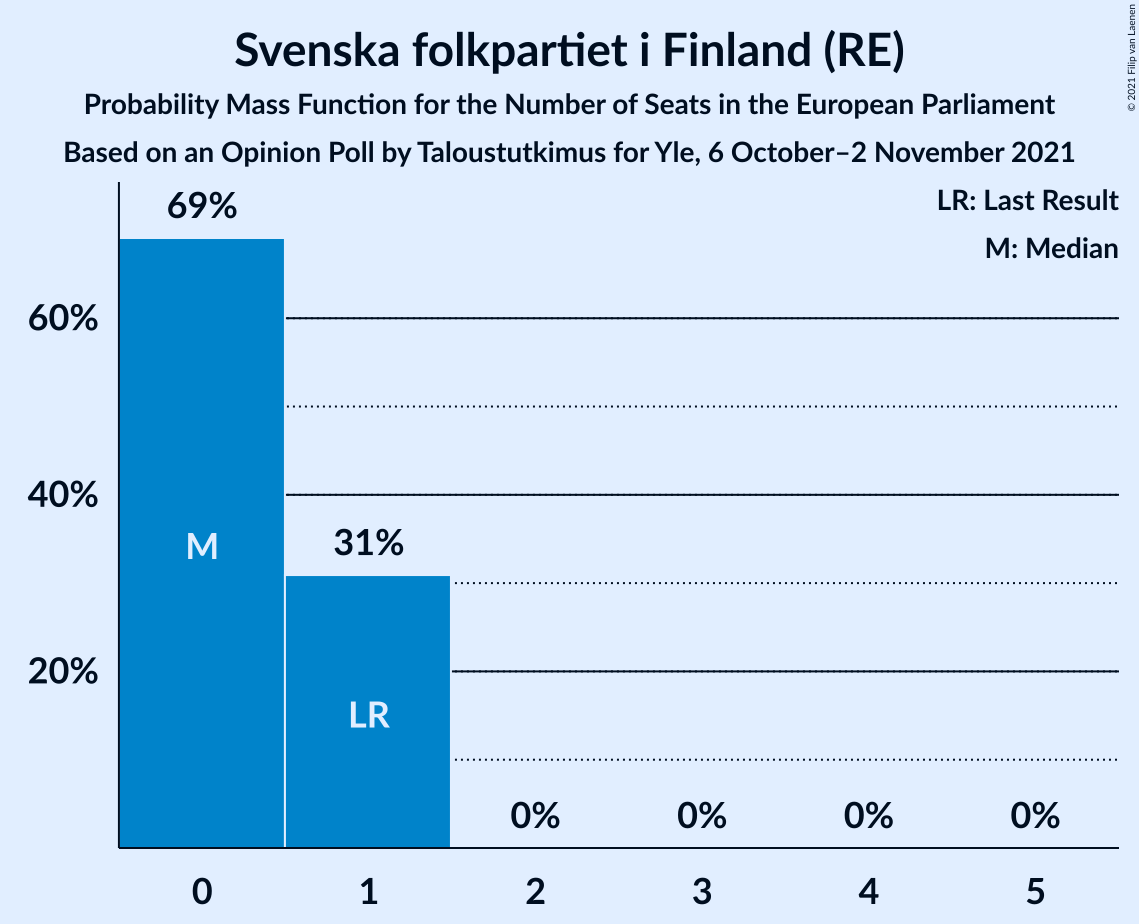 Svenska folkpartiet i Finland (RE)
Probability Mass Function for the Number of Seats in the European Parliament
Based on an Opinion Poll by Taloustutkimus for Yle, 6 October–2 November 2021
© 2021 Filip van Laenen
LR: Last Result
M: Median
69%
60%
40%
31%
20%
M
LR
0%
0%
0%
0%
0
1
2
3
4
5